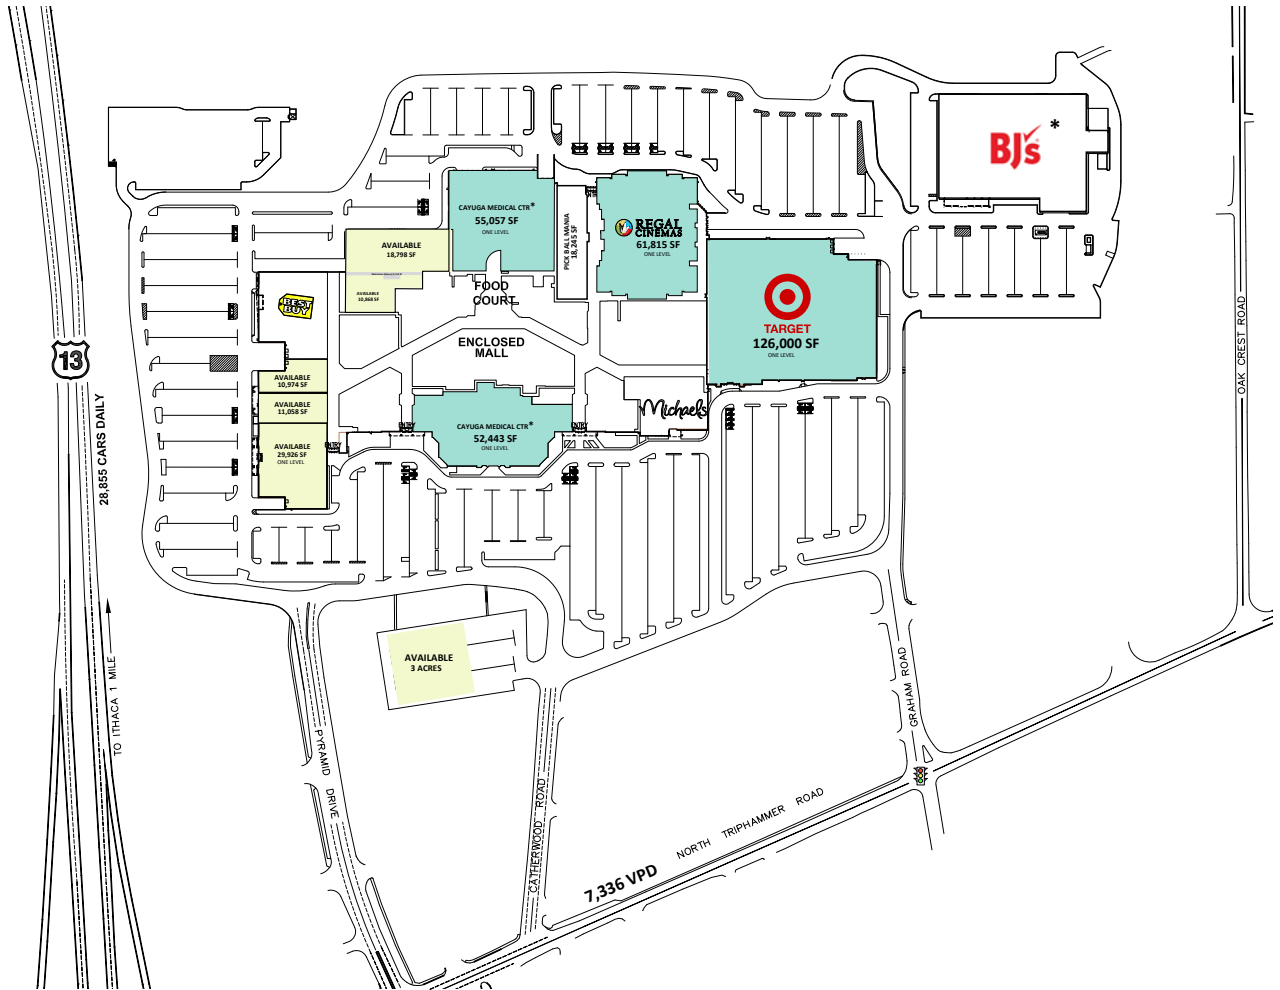 BJ's *
CAYUGA MEDICAL CTR*
55,057 SF
ONE LEVEL
PICKBALLMANIA
18,245 SF
REGAL
CINEMAS
61,815 SF
ONE LEVEL
AVAILABLE
18,798 SF
AVAILABLE
10,868 SF
FOOD
COURT
BEST
BUY
TARGET
126,000 SF
ONE LEVEL
ENCLOSED
MALL
13
AVAILABLE
10,974 SF
AVAILABLE
11,058 SF
AVAILABLE
29,926 SF
ONE LEVEL
Michaels
CAYUGA MEDICAL CTR*
52,443 SF
ONE LEVEL
ENTRY
ENTRY
ENTRY
OAK CREST ROAD
28,855 CARS DAILY
TO ITHACA 1 MILE
AVAILABLE
3 ACRES
GRAHAM ROAD
PYRAMID DRIVE
CATHERWOOD ROAD
NORTH TRIPHAMMER ROAD
7,336 VPD